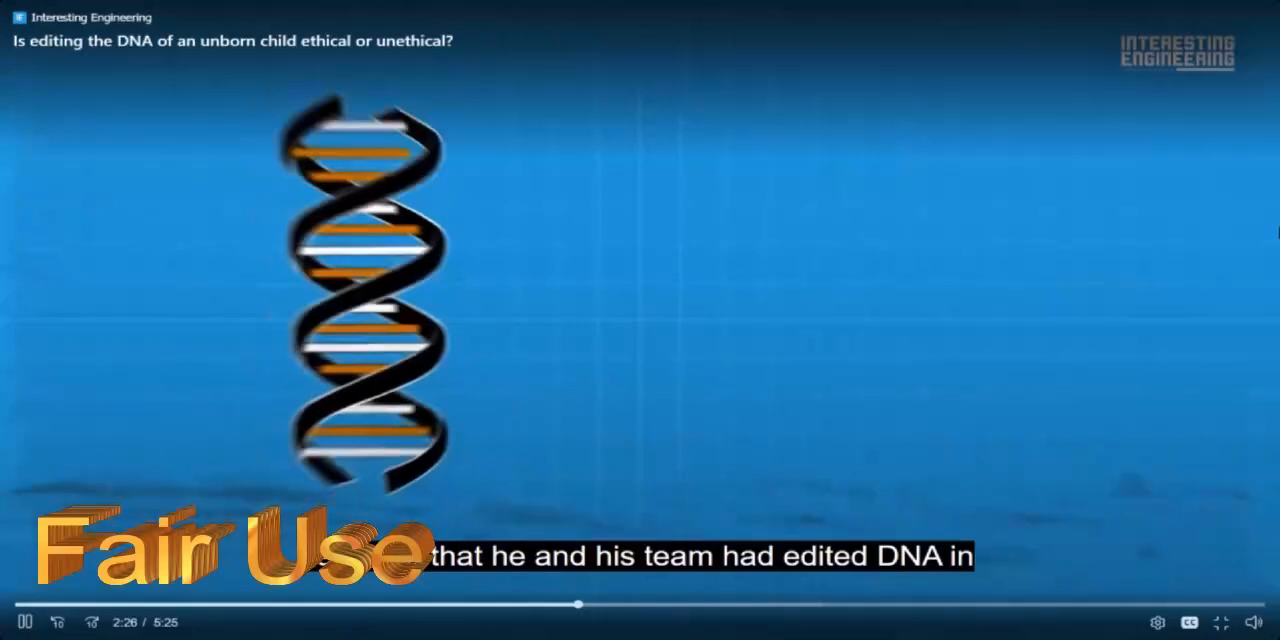 Interesting Engineering
Is editing the DNA of an unborn child ethical or unethical?
INTERESTING
ENGINEERING
Fair Use
that he and his team had edited DNA in
2:26 / 5:25
CC